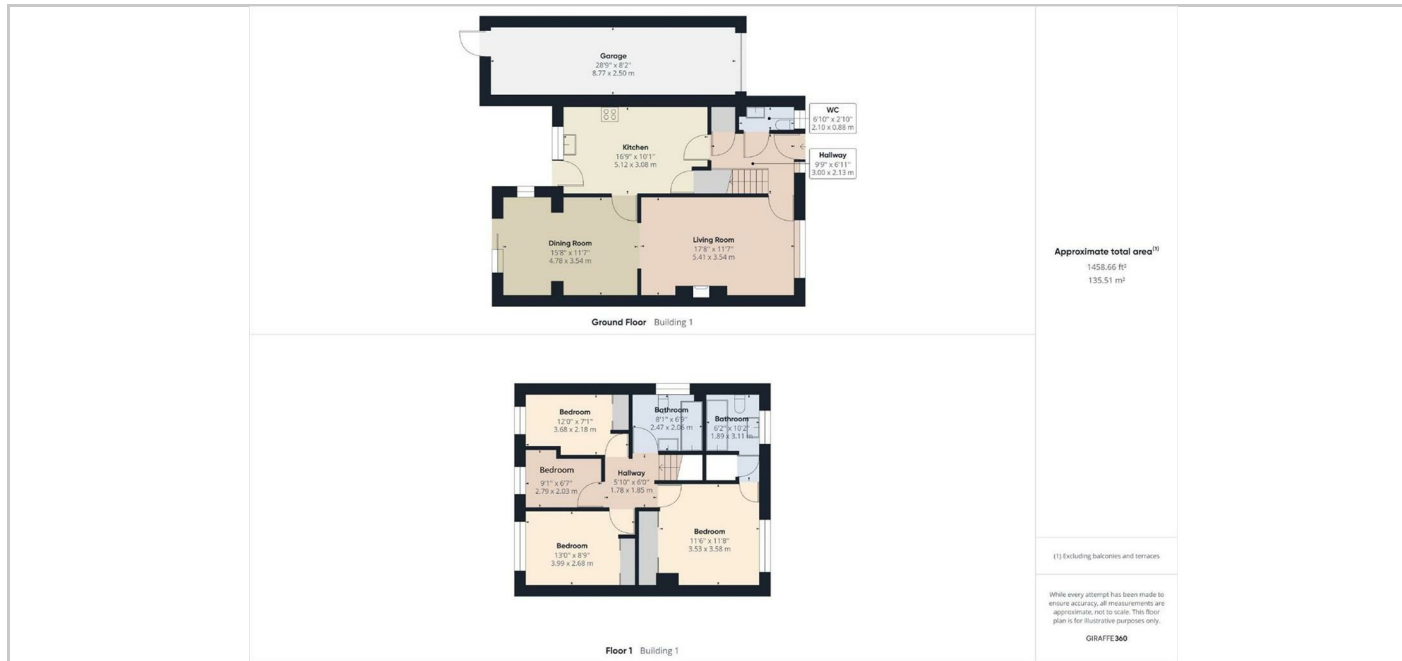 Garage
28'9" x 8'2"
8.77 x 2.50 m
WC
6'10" x 2'10"
2.10 x 0.88 m
Kitchen
16'9" x 10'1"
5.12 x 3.08 m
Hallway
9'9" x 6'11"
3.00 x 2.13 m
Dining Room
15'8" x 11'7"
4.78 x 3.54 m
Living Room
17'8" x 11'7"
5.41 x 3.54 m
Ground Floor Building 1
Bedroom
12'0" x 7'1"
3.68 x 2.18 m
Bathroom
8'1" x 6'9"
2.47 x 2.06 m
Bathroom
6'2" x 10'2"
1.89 x 3.11 m
Bedroom
9'1" x 6'7"
2.79 x 2.03 m
Hallway
5'10" x 6'0"
1.78 x 1.85 m
Bedroom
13'0" x 8'9"
3.99 x 2.68 m
Bedroom
11'6" x 11'8"
3.53 x 3.58 m
Floor 1 Building 1
Approximate total area(1)
1458.66 ft²
135.51 m²
(1) Excluding balconies and terraces
While every attempt has been made to
ensure accuracy, all measurements are
approximate, not to scale. This floor
plan is for illustrative purposes only.
GIRAFFE360